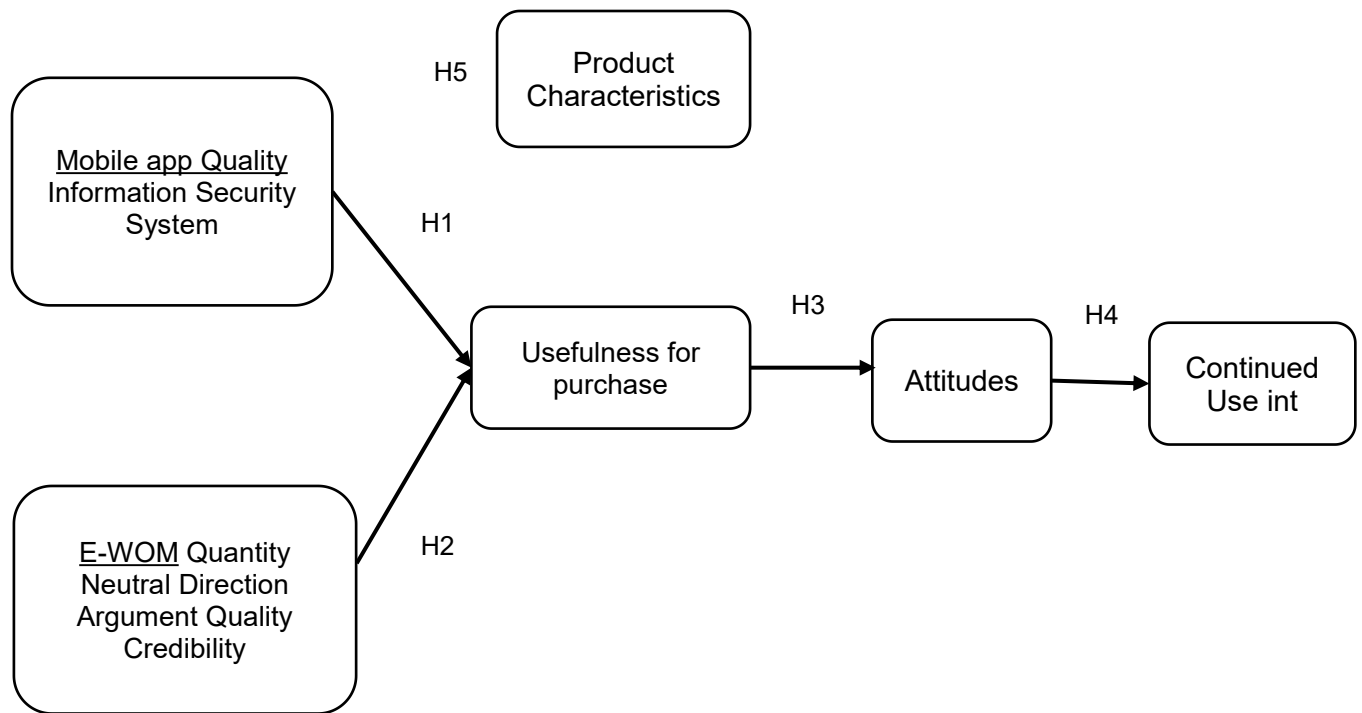 H5
Product
Characteristics
Mobile app Quality
Information Security
System
H1
Usefulness for
purchase
H3
Attitudes
H4
Continued
Use int
E-WOM Quantity
Neutral Direction
Argument Quality
Credibility
H2